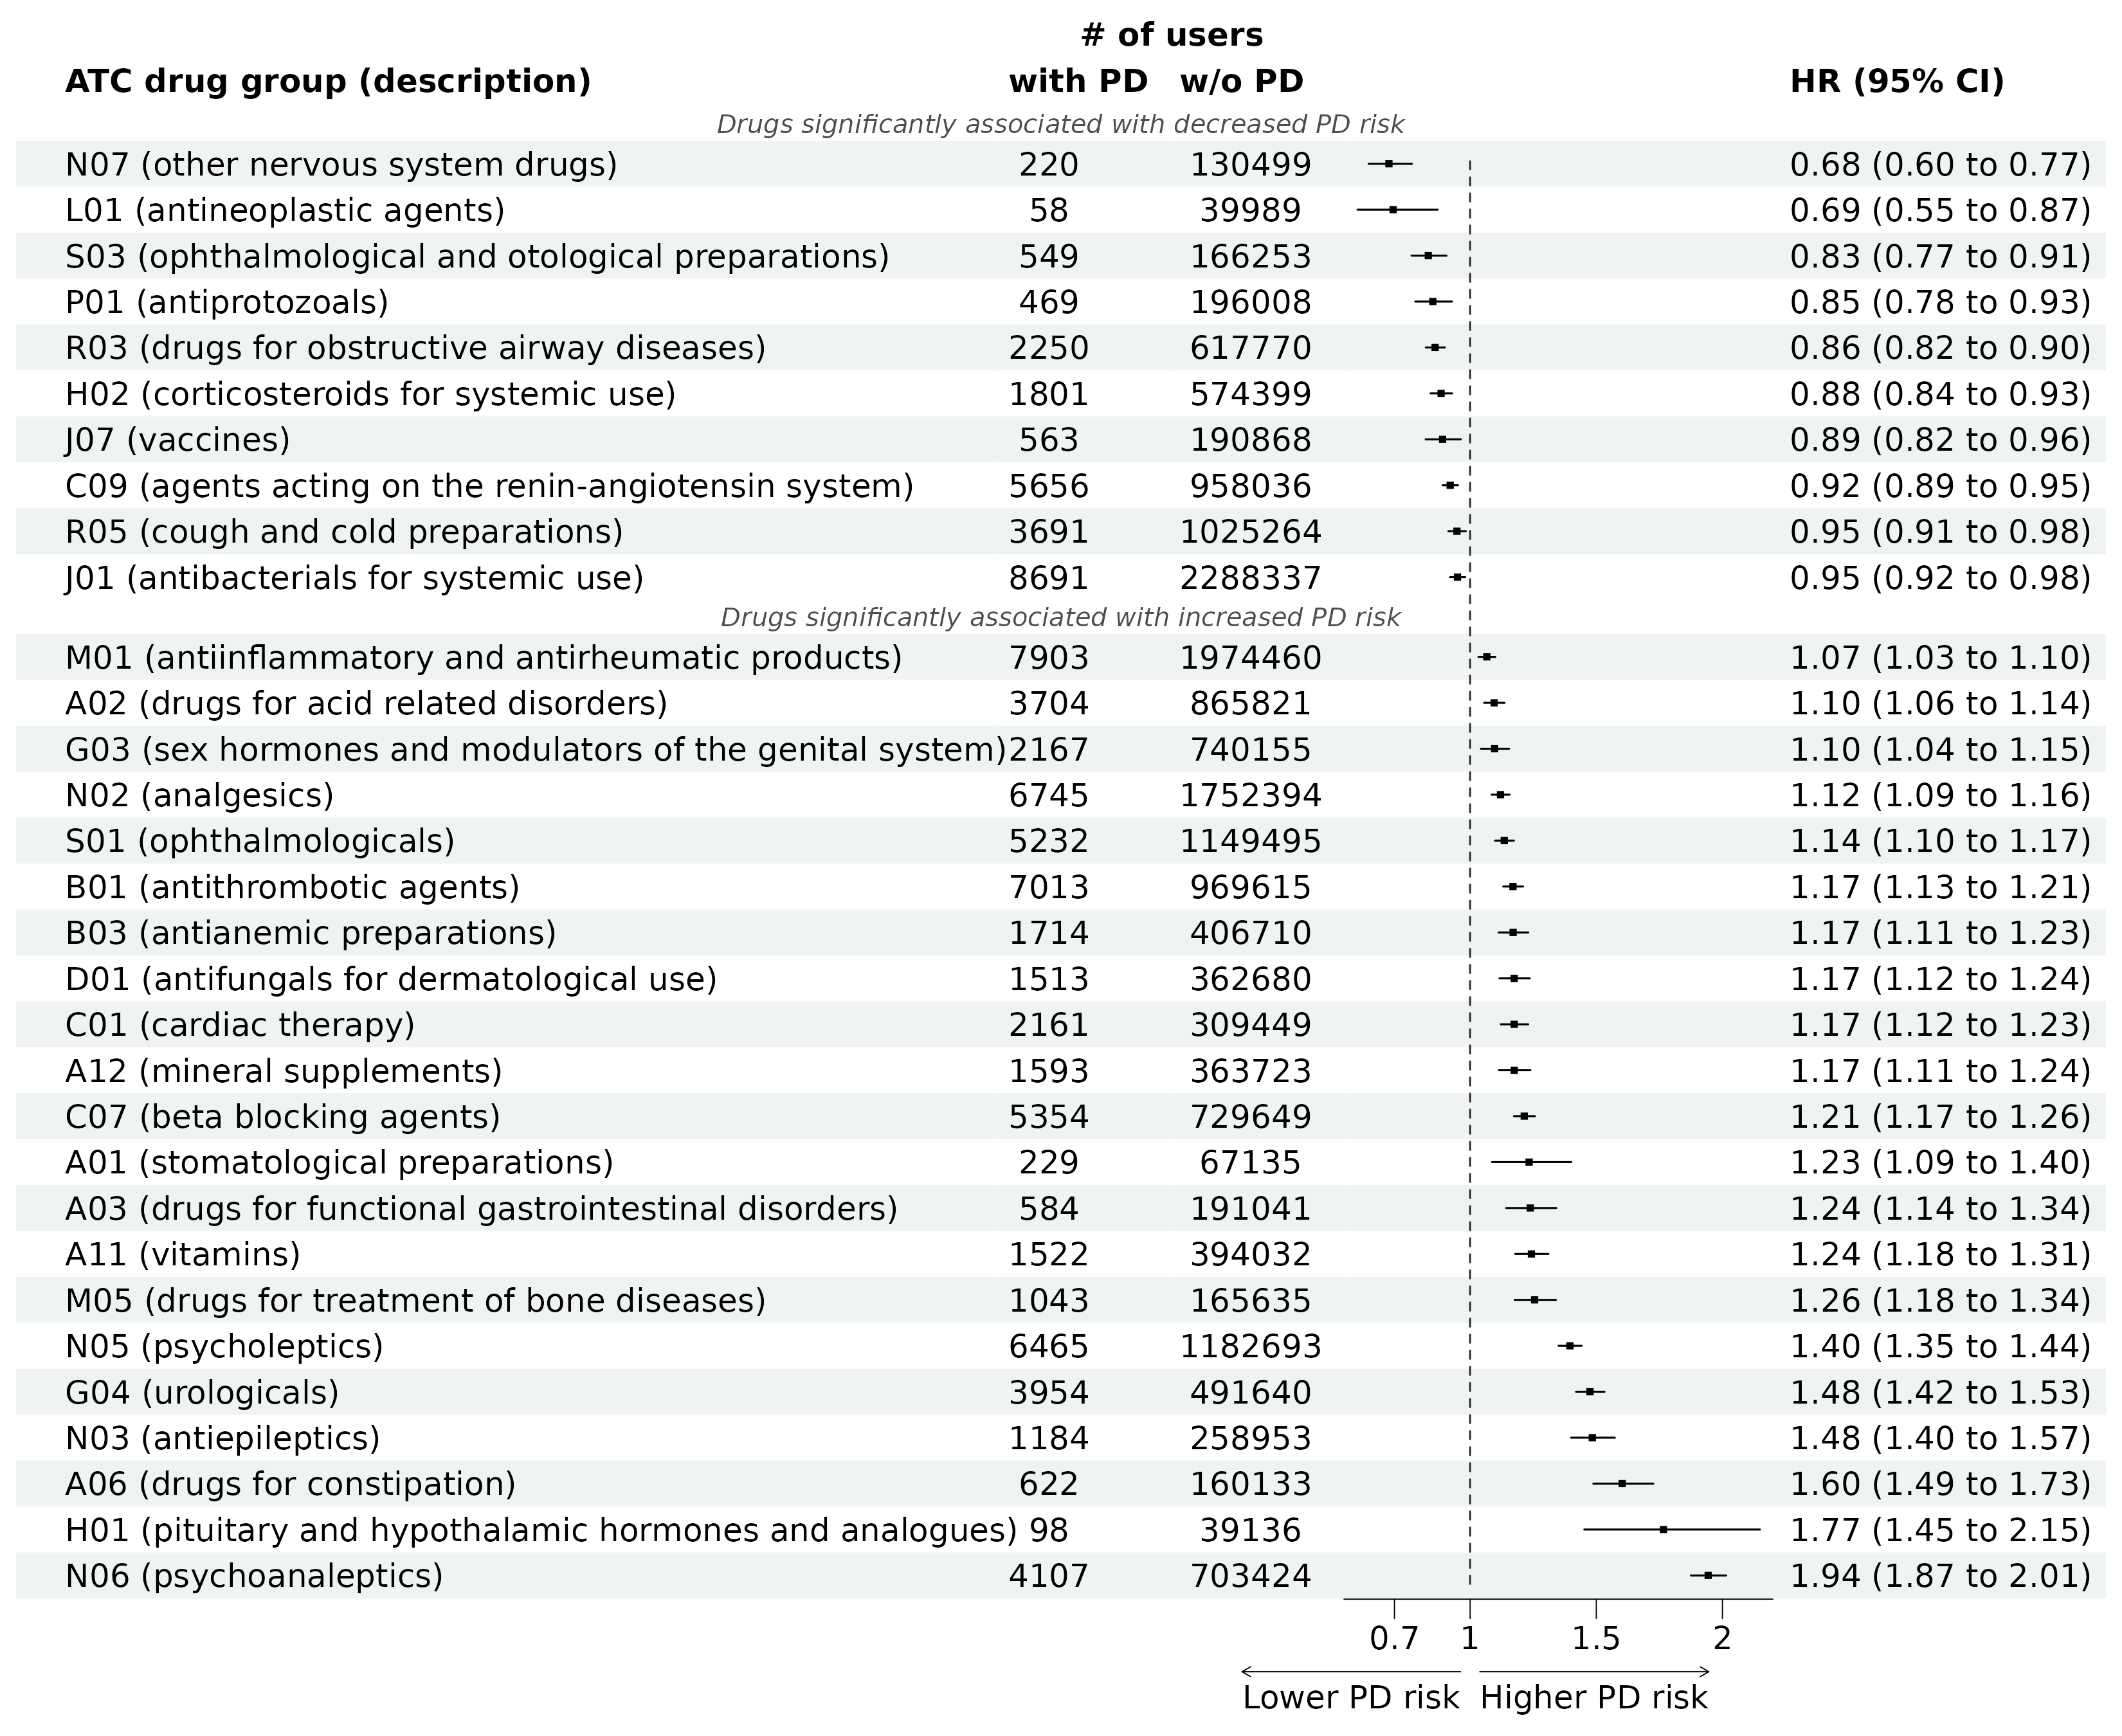 # of users
ATC drug group (description) with PD w/o PD HR (95% CI)
Drugs significantly associated with decreased PD risk
N07 (other nervous system drugs) 220 130499 0.68 (0.60 to 0.77)
L01 (antineoplastic agents) 58 39989 0.69 (0.55 to 0.87)
S03 (ophthalmological and otological preparations) 549 166253 0.83 (0.77 to 0.91)
P01 (antiprotozoals) 469 196008 0.85 (0.78 to 0.93)
R03 (drugs for obstructive airway diseases) 2250 617770 0.86 (0.82 to 0.90)
H02 (corticosteroids for systemic use) 1801 574399 0.88 (0.84 to 0.93)
J07 (vaccines) 563 190868 0.89 (0.82 to 0.96)
C09 (agents acting on the renin-angiotensin system) 5656 958036 0.92 (0.89 to 0.95)
R05 (cough and cold preparations) 3691 1025264 0.95 (0.91 to 0.98)
J01 (antibacterials for systemic use) 8691 2288337 0.95 (0.92 to 0.98)
Drugs significantly associated with increased PD risk
M01 (antiinflammatory and antirheumatic products) 7903 1974460 1.07 (1.03 to 1.10)
A02 (drugs for acid related disorders) 3704 865821 1.10 (1.06 to 1.14)
G03 (sex hormones and modulators of the genital system) 2167 740155 1.10 (1.04 to 1.15)
N02 (analgesics) 6745 1752394 1.12 (1.09 to 1.16)
S01 (ophthalmologicals) 5232 1149495 1.14 (1.10 to 1.17)
B01 (antithrombotic agents) 7013 969615 1.17 (1.13 to 1.21)
B03 (antianemic preparations) 1714 406710 1.17 (1.11 to 1.23)
D01 (antifungals for dermatological use) 1513 362680 1.17 (1.12 to 1.24)
C01 (cardiac therapy) 2161 309449 1.17 (1.12 to 1.23)
A12 (mineral supplements) 1593 363723 1.17 (1.11 to 1.24)
C07 (beta blocking agents) 5354 729649 1.21 (1.17 to 1.26)
A01 (stomatological preparations) 229 67135 1.23 (1.09 to 1.40)
A03 (drugs for functional gastrointestinal disorders) 584 191041 1.24 (1.14 to 1.34)
A11 (vitamins) 1522 394032 1.24 (1.18 to 1.31)
M05 (drugs for treatment of bone diseases) 1043 165635 1.26 (1.18 to 1.34)
N05 (psycholeptics) 6465 1182693 1.40 (1.35 to 1.44)
G04 (urologicals) 3954 491640 1.48 (1.42 to 1.53)
N03 (antiepileptics) 1184 258953 1.48 (1.40 to 1.57)
A06 (drugs for constipation) 622 160133 1.60 (1.49 to 1.73)
H01 (pituitary and hypothalamic hormones and analogues) 98 39136 1.77 (1.45 to 2.15)
N06 (psychoanaleptics) 4107 703424 1.94 (1.87 to 2.01)
0.7 1 1.5 2
Lower PD risk Higher PD risk